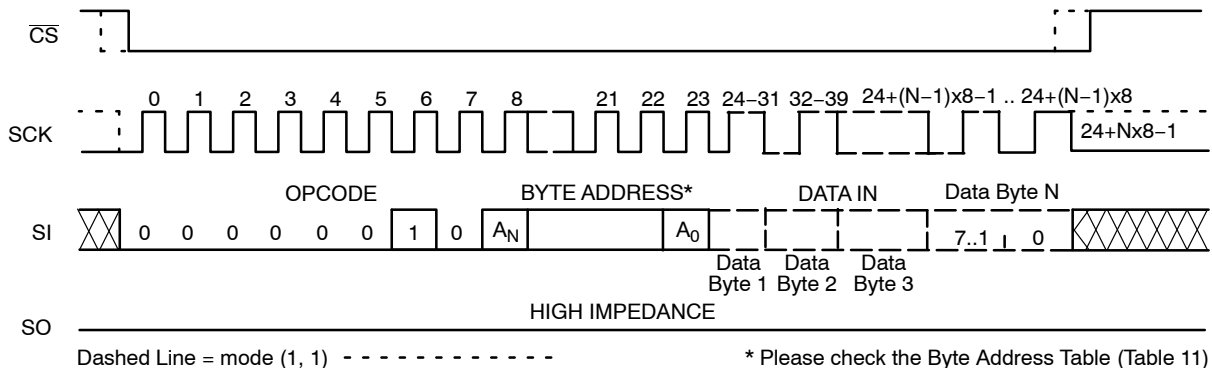 CS
0 1 2 3 4 5 6 7 8 21 22 23 24–31 32–39 24+(N–1)x8–1 .. 24+(N–1)x8
SCK
24+Nx8–1
OPCODE BYTE ADDRESS* DATA IN Data Byte N
SI 0 0 0 0 0 0 1 0 AN A0 7..1 0
Data Byte 1
Data Byte 2
Data Byte 3
HIGH IMPEDANCE
SO
Dashed Line = mode (1, 1) - - - - - - - - - - - - -
* Please check the Byte Address Table (Table 11)